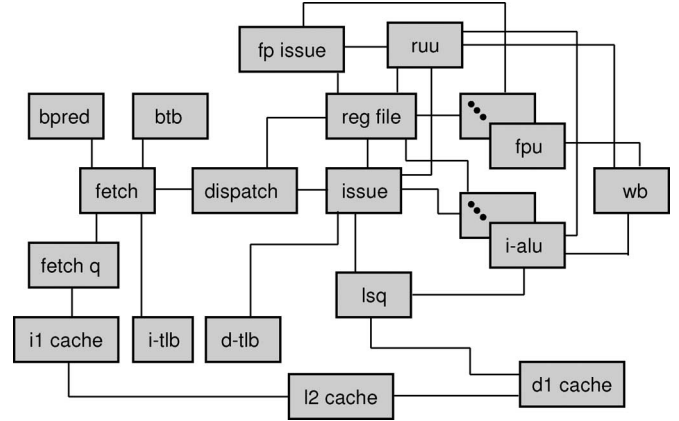 fp issue
ruu
bpred
btb
reg file
fpu
fetch
dispatch
issue
wb
i-alu
fetch q
lsq
i1 cache
i-tlb
d-tlb
l2 cache
d1 cache